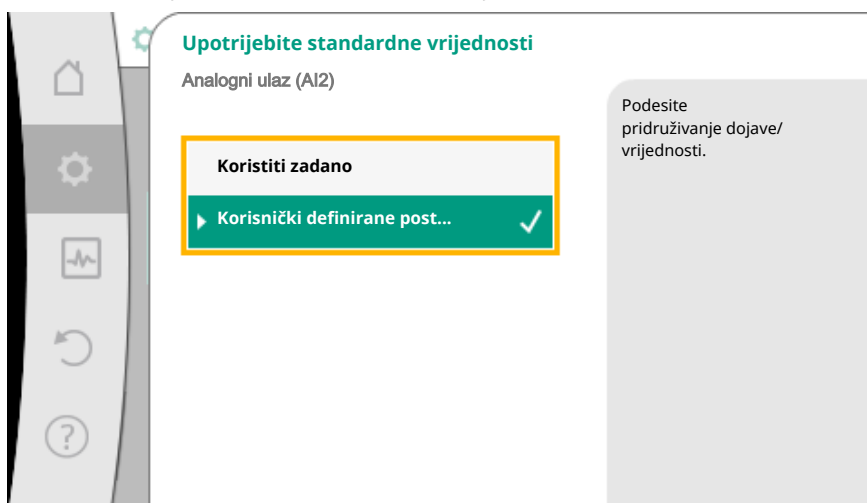 Upotrijebite standardne vrijednosti
Analogni ulaz (AI2)
Podesite
pridruživanje dojave/
vrijednosti.
Koristiti zadano
Korisnički definirane post...
?